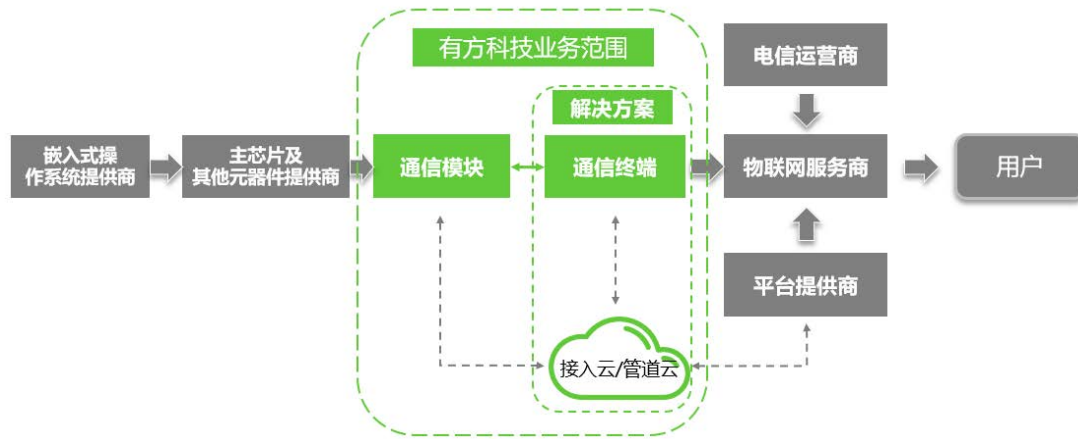 有方科技业务范围
电信运营商
解决方案
嵌入式操
作系统提供商
主芯片及
其他元器件提供商
通信模块
通信终端
物联网服务商
用户
平台提供商
接入云/管道云